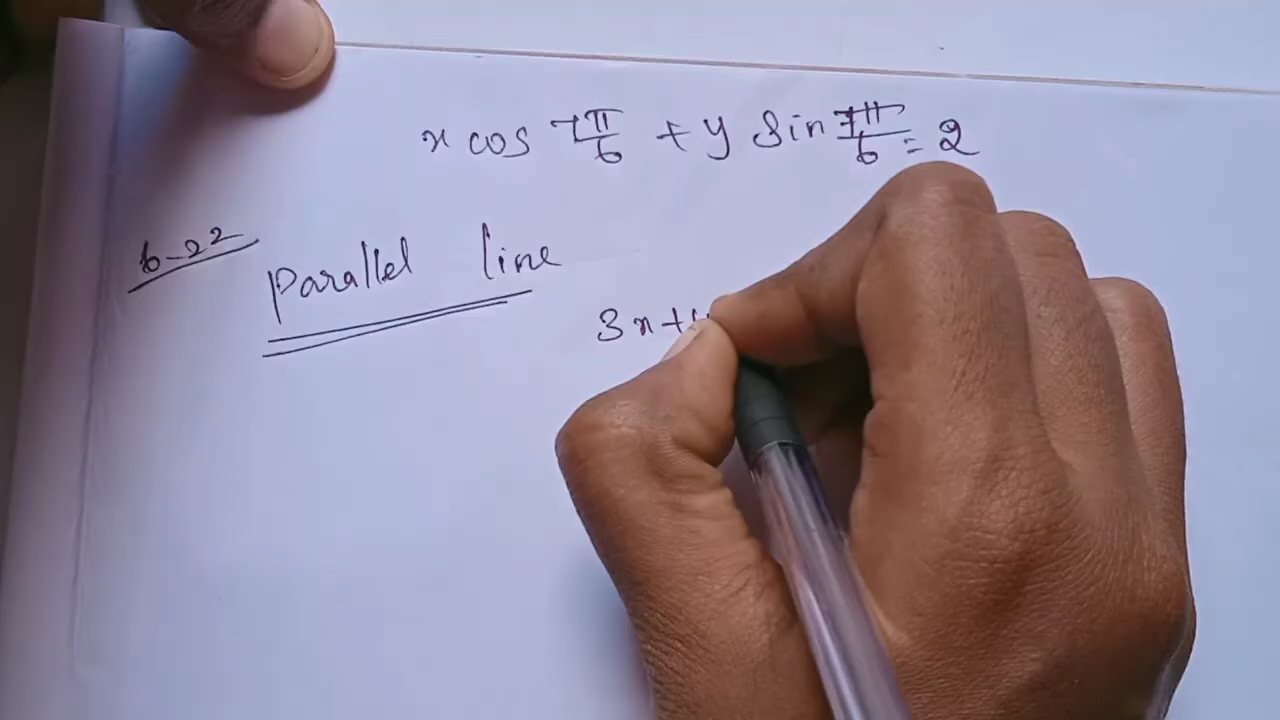 x cos 7π/6 + y sin 7π/6 = 2
6-22 Parallel line
3x+